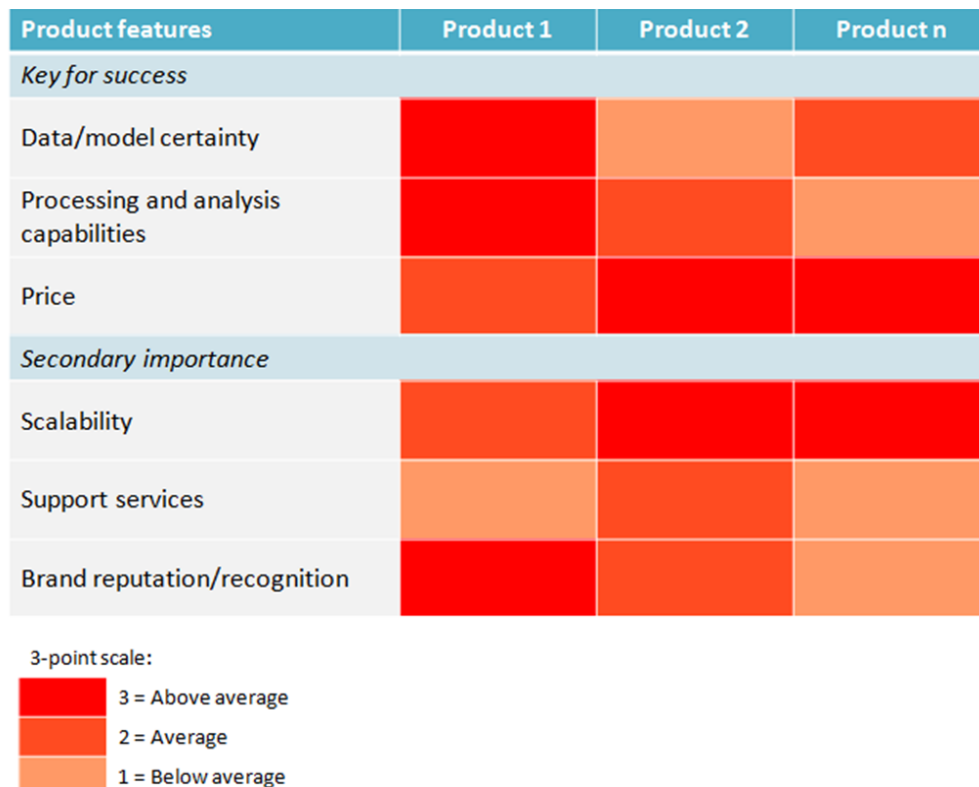 Product features Product 1 Product 2 Product n
Key for success
Data/model certainty
Processing and analysis
capabilities
Price
Secondary importance
Scalability
Support services
Brand reputation/recognition
3-point scale:
3 = Above average
2 = Average
1 = Below average